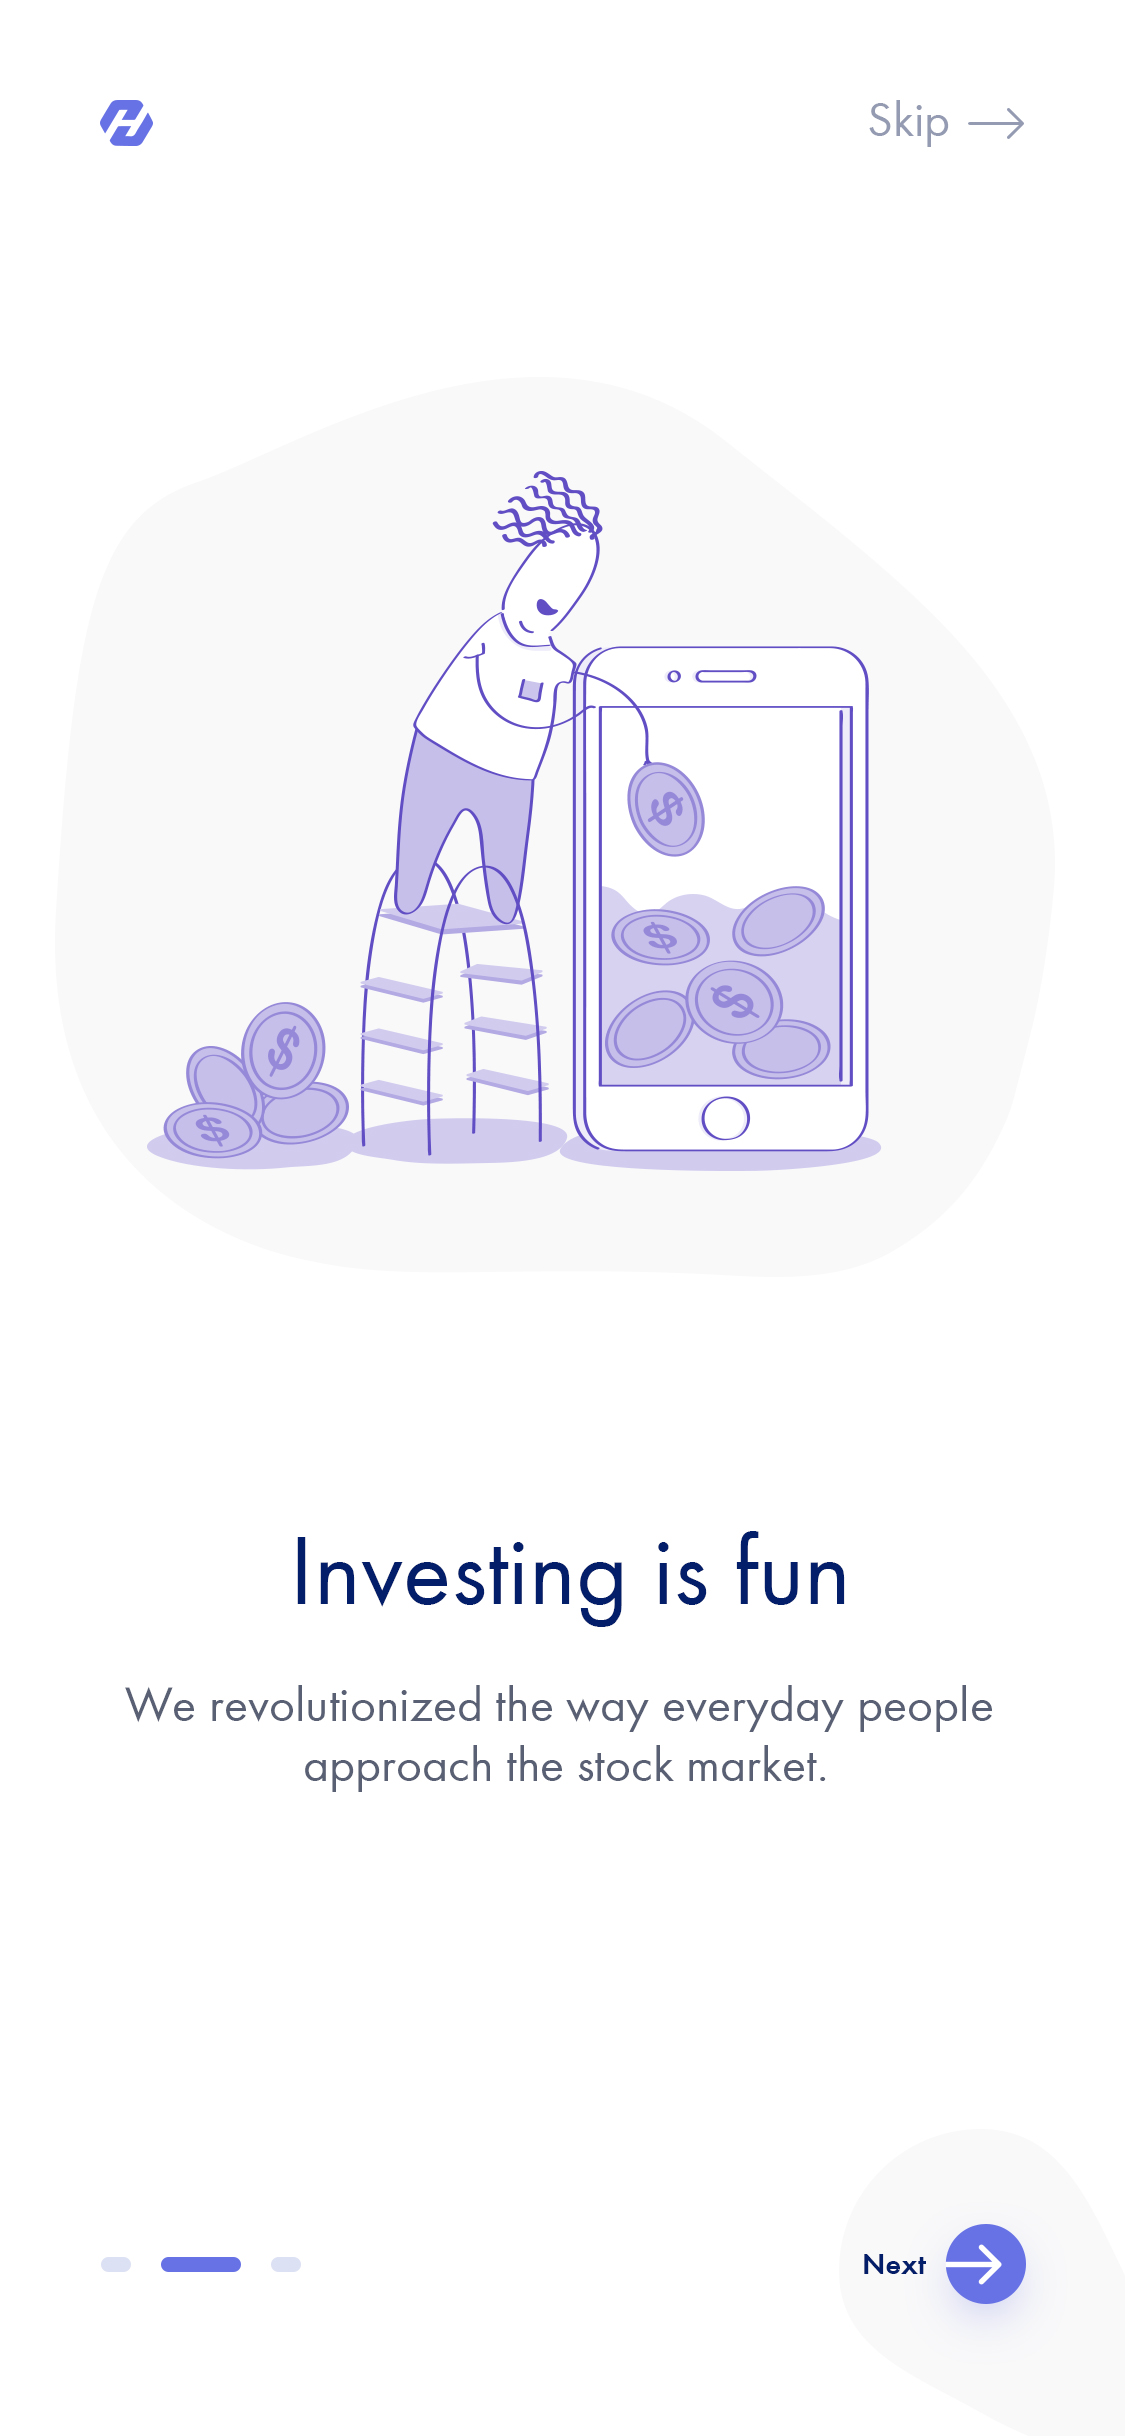 Skip
$
$
$
$
$
Investing is fun
We revolutionized the way everyday people
approach the stock market.
Next